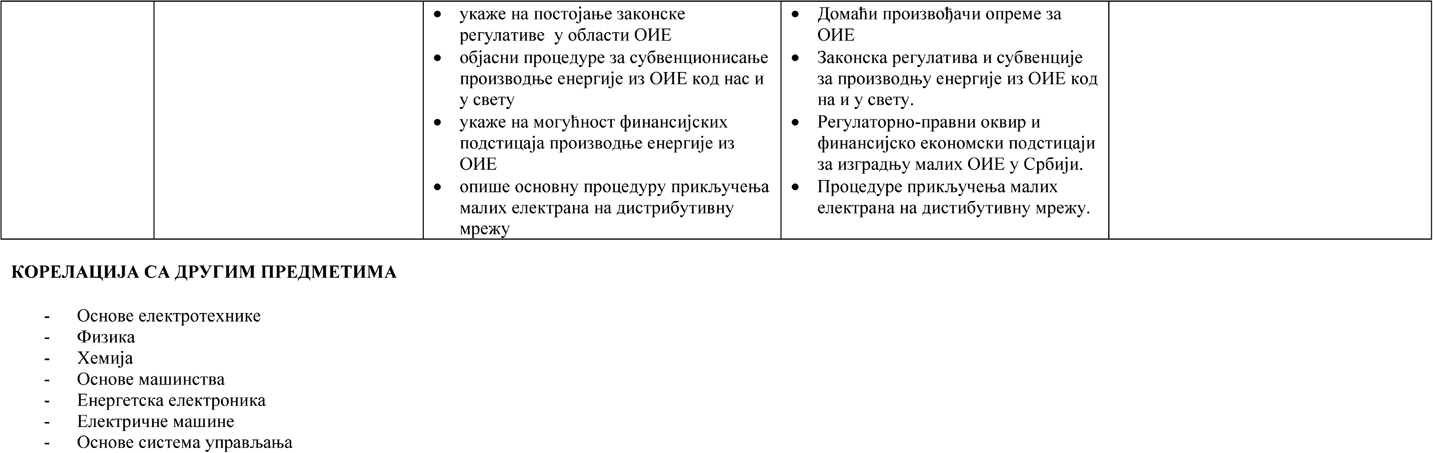 • укаже на постојање законске
регулативе у области ОИЕ
• објасни процедуре за субвенционисање
производње енергије из ОИЕ код нас и
у свету
• укаже на могућност финансијских
подстицаја производње енергије из
ОИЕ
• опише основну процедуру прикључења
малих електрана на дистрибутивну
мрежу
• Домаћи произвођачи опреме за
ОИЕ
• Законска регулатива и субвенције
за производњу енергије из ОИЕ код
на и у свету.
• Регулаторно-правни оквир и
финансијско економски подстицаји
за изградњу малих ОИЕ у Србији.
• Процедуре прикључења малих
електрана на дистибутивну мрежу.
КОРЕЛАЦИЈА СА ДРУГИМ ПРЕДМЕТИМА
- Основе електротехнике
- Физика
- Хемија
- Основе машинства
- Енергетска електроника
- Електричне машине
- Основе система управљања